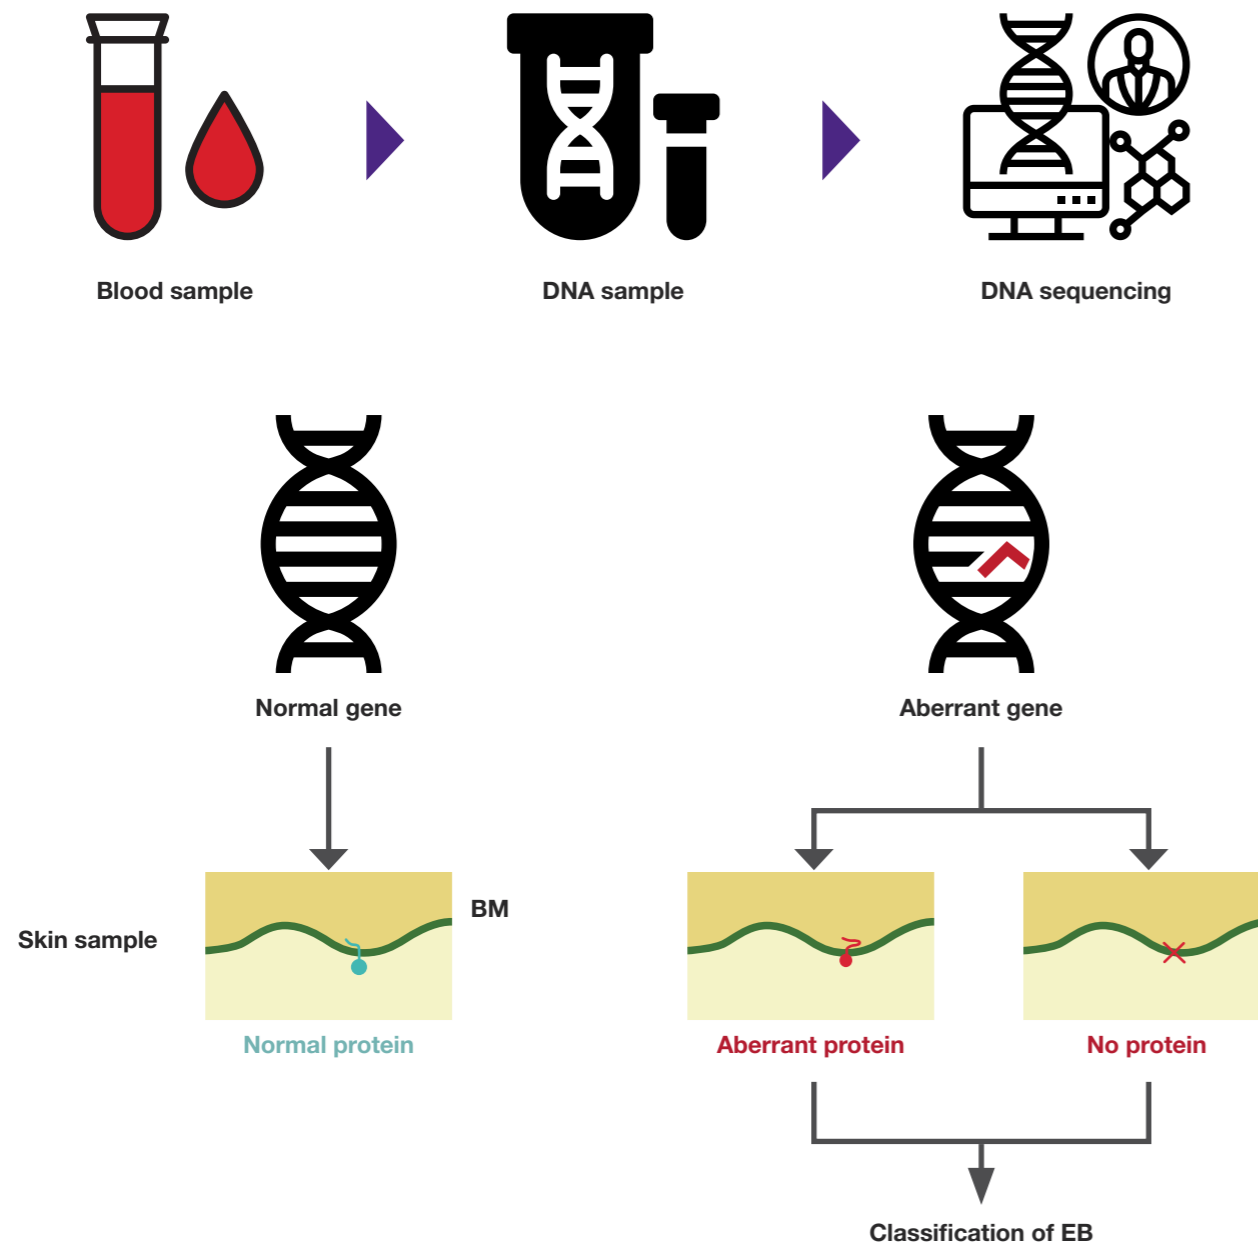 Blood sample
DNA sample
DNA sequencing
Normal gene
Aberrant gene
Skin sample
BM
Normal protein
Aberrant protein
No protein
Classification of EB